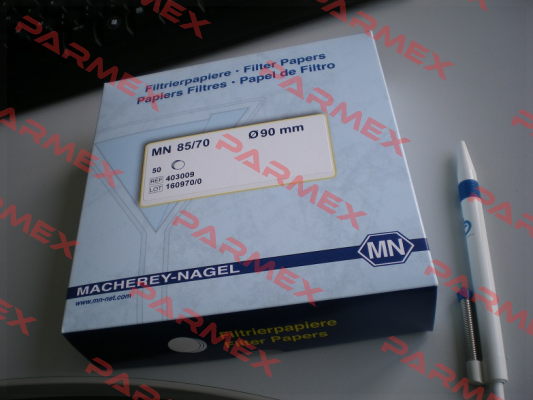 Filtrierpapiere · Filter Papers
Papiers Filtres · Papel de Filtro
MN 85/70 Ø 90 mm
50
REF 403009
LOT 160970/0
MN
MACHEREY-NAGEL
www.mn-net.com
Filtrierpapiere
Filter Papers
PARMEX
PARMEX
PARMEX
PARMEX
PARMEX
PARMEX
PARMEX
PARMEX
PARMEX